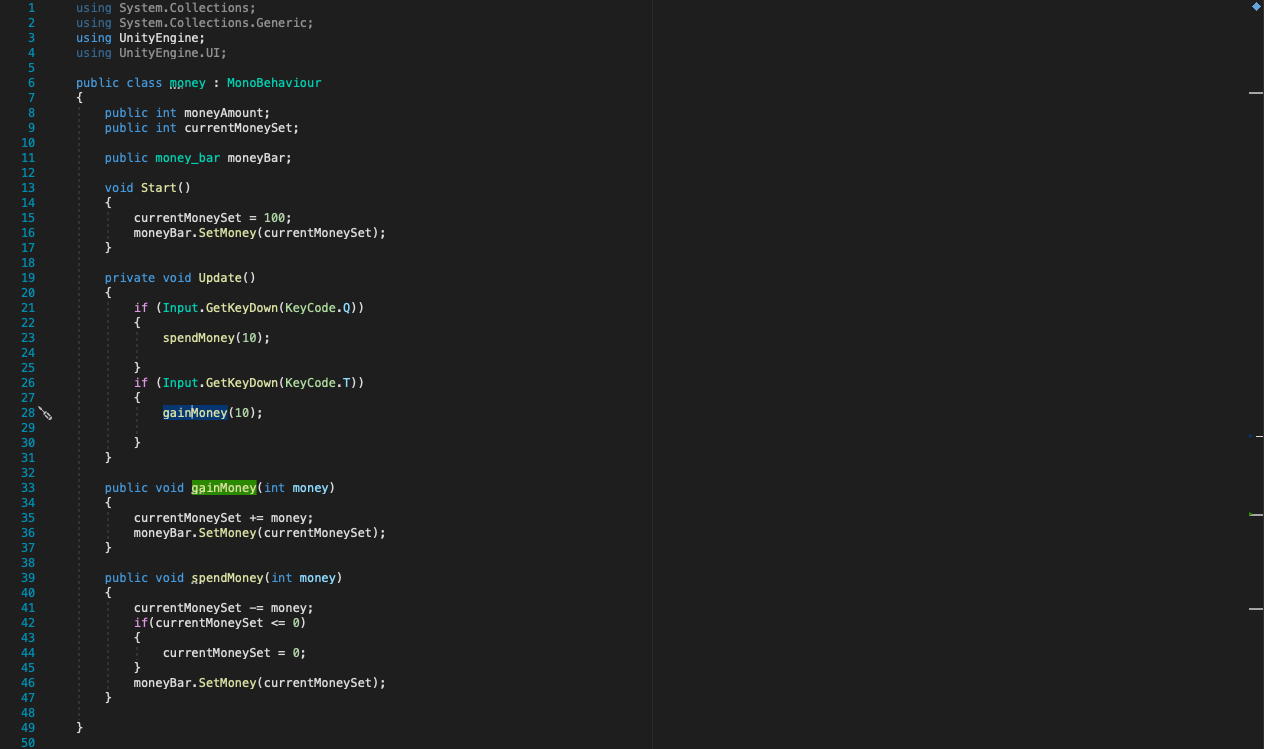 1 using System.Collections;
2 using System.Collections.Generic;
3 using UnityEngine;
4 using UnityEngine.UI;
5
6 public class money : MonoBehaviour
7 {
8     public int moneyAmount;
9     public int currentMoneySet;
10
11     public money_bar moneyBar;
12
13     void Start()
14     {
15         currentMoneySet = 100;
16         moneyBar.SetMoney(currentMoneySet);
17     }
18
19     private void Update()
20     {
21         if (Input.GetKeyDown(KeyCode.Q))
22         {
23             spendMoney(10);
24
25         }
26         if (Input.GetKeyDown(KeyCode.T))
27         {
28             gainMoney(10);
29
30         }
31     }
32
33     public void gainMoney(int money)
34     {
35         currentMoneySet += money;
36         moneyBar.SetMoney(currentMoneySet);
37     }
38
39     public void spendMoney(int money)
40     {
41         currentMoneySet -= money;
42         if(currentMoneySet <= 0)
43         {
44             currentMoneySet = 0;
45         }
46         moneyBar.SetMoney(currentMoneySet);
47     }
48
49 }
50